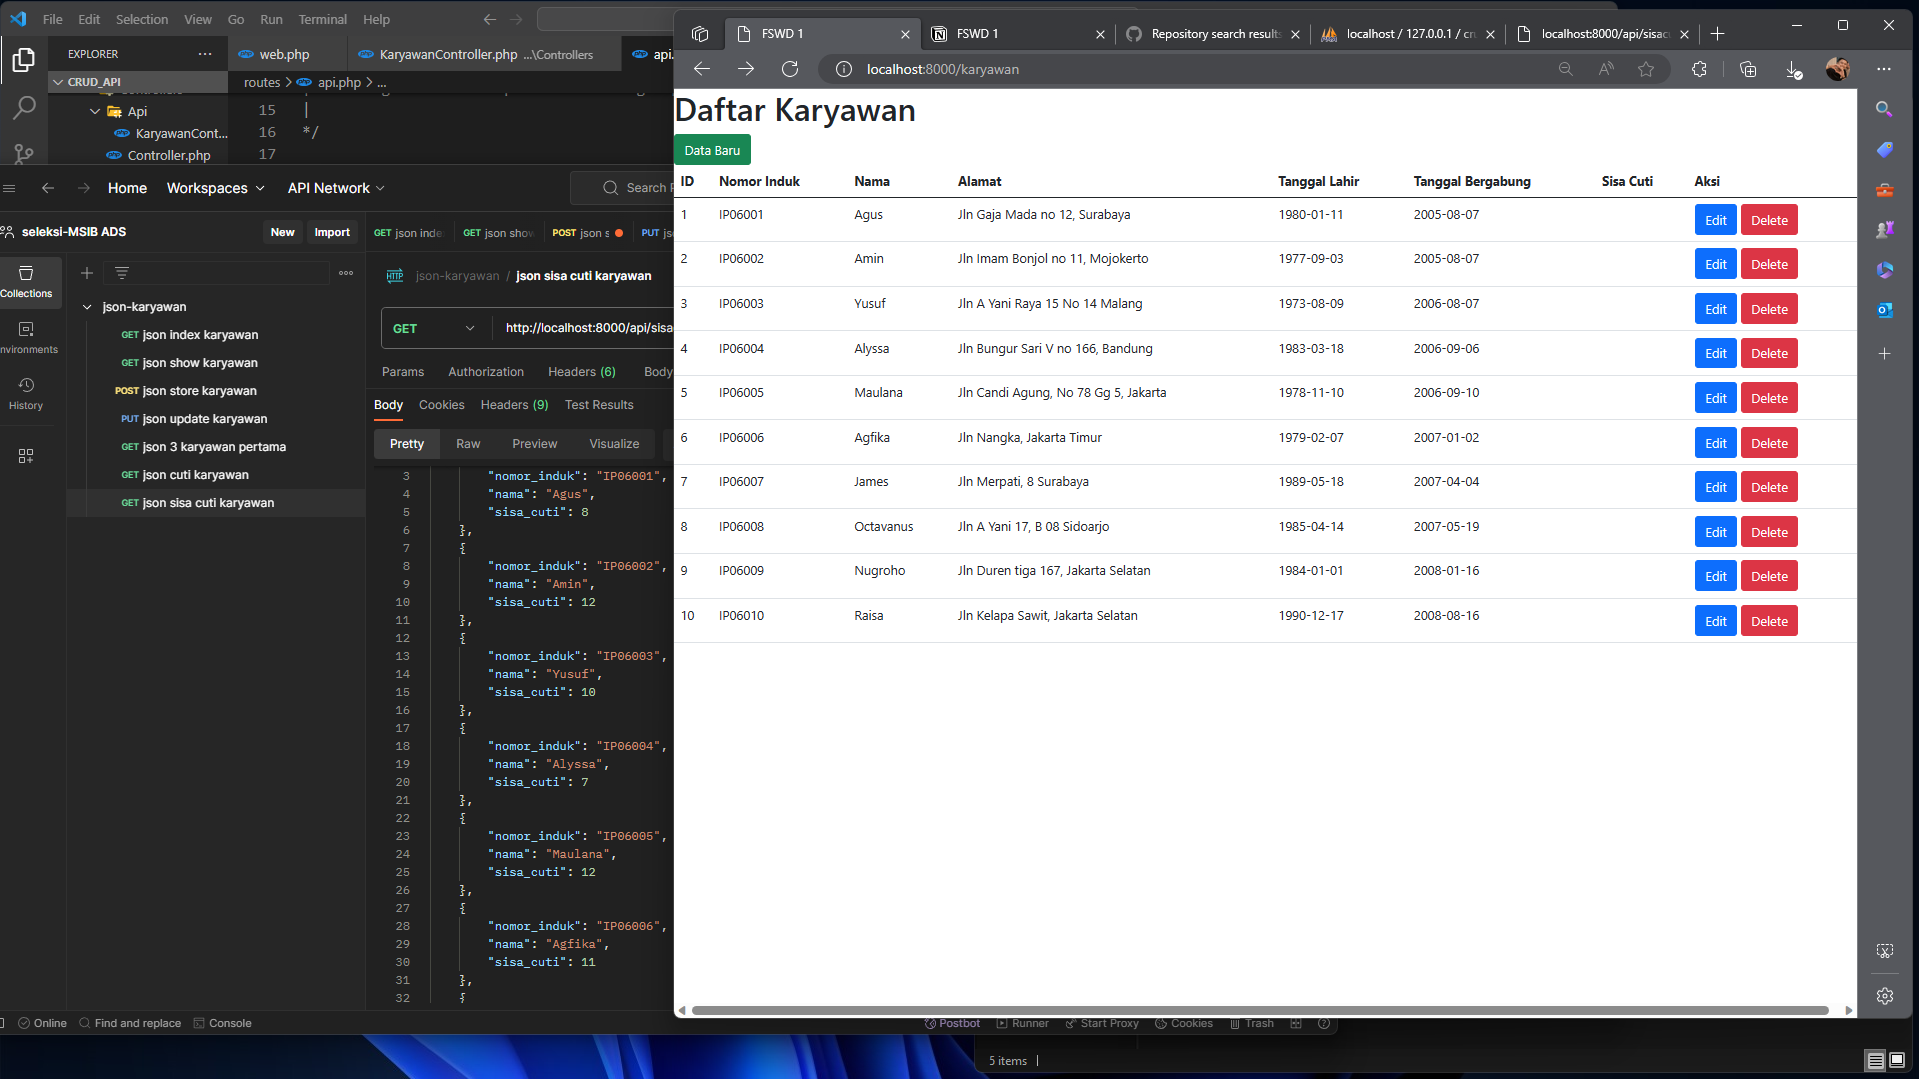 File Edit Selection View Go Run Terminal Help
EXPLORER
web.php
KaryawanController.php ...\Controllers
api.
CRUD_API
routes > api.php > ...
Api
KaryawanCont...
Controller.php
15 |
16 */
17
Home Workspaces API Network
Search
seleksi-MSIB ADS
New Import
GET json inde
GET json show
POST json s
PUT
Collections
History
json-karyawan
GET json index karyawan
GET json show karyawan
POST json store karyawan
PUT json update karyawan
GET json 3 karyawan pertama
GET json cuti karyawan
GET json sisa cuti karyawan
HTTP json-karyawan / json sisa cuti karyawan
GET http://localhost:8000/api/sisa
Params Authorization Headers (6) Body
Body Cookies Headers (9) Test Results
Pretty Raw Preview Visualize
3 "nomor_induk": "IP06001",
4 "nama": "Agus",
5 "sisa_cuti": 8
6 },
7 {
8 "nomor_induk": "IP06002",
9 "nama": "Amin",
10 "sisa_cuti": 12
11 },
12 {
13 "nomor_induk": "IP06003",
14 "nama": "Yusuf",
15 "sisa_cuti": 10
16 },
17 {
18 "nomor_induk": "IP06004",
19 "nama": "Alyssa",
20 "sisa_cuti": 7
21 },
22 {
23 "nomor_induk": "IP06005",
24 "nama": "Maulana",
25 "sisa_cuti": 12
26 },
27 {
28 "nomor_induk": "IP06006",
29 "nama": "Agfika",
30 "sisa_cuti": 11
31 },
32 {
Online Find and replace Console
Postbot Runner Start Proxy Cookies Trash
5 items
FSWD 1
FSWD 1
Repository search results
localhost / 127.0.0.1 / cru
localhost:8000/api/sisacu
localhost:8000/karyawan
Daftar Karyawan
Data Baru
ID Nomor Induk Nama Alamat Tanggal Lahir Tanggal Bergabung Sisa Cuti Aksi
1 IP06001 Agus Jln Gaja Mada no 12, Surabaya 1980-01-11 2005-08-07 Edit Delete
2 IP06002 Amin Jln Imam Bonjol no 11, Mojokerto 1977-09-03 2005-08-07 Edit Delete
3 IP06003 Yusuf Jln A Yani Raya 15 No 14 Malang 1973-08-09 2006-08-07 Edit Delete
4 IP06004 Alyssa Jln Bungur Sari V no 166, Bandung 1983-03-18 2006-09-06 Edit Delete
5 IP06005 Maulana Jln Candi Agung, No 78 Gg 5, Jakarta 1978-11-10 2006-09-10 Edit Delete
6 IP06006 Agfika Jln Nangka, Jakarta Timur 1979-02-07 2007-01-02 Edit Delete
7 IP06007 James Jln Merpati, 8 Surabaya 1989-05-18 2007-04-04 Edit Delete
8 IP06008 Octavanus Jln A Yani 17, B 08 Sidoarjo 1985-04-14 2007-05-19 Edit Delete
9 IP06009 Nugroho Jln Duren tiga 167, Jakarta Selatan 1984-01-01 2008-01-16 Edit Delete
10 IP06010 Raisa Jln Kelapa Sawit, Jakarta Selatan 1990-12-17 2008-08-16 Edit Delete